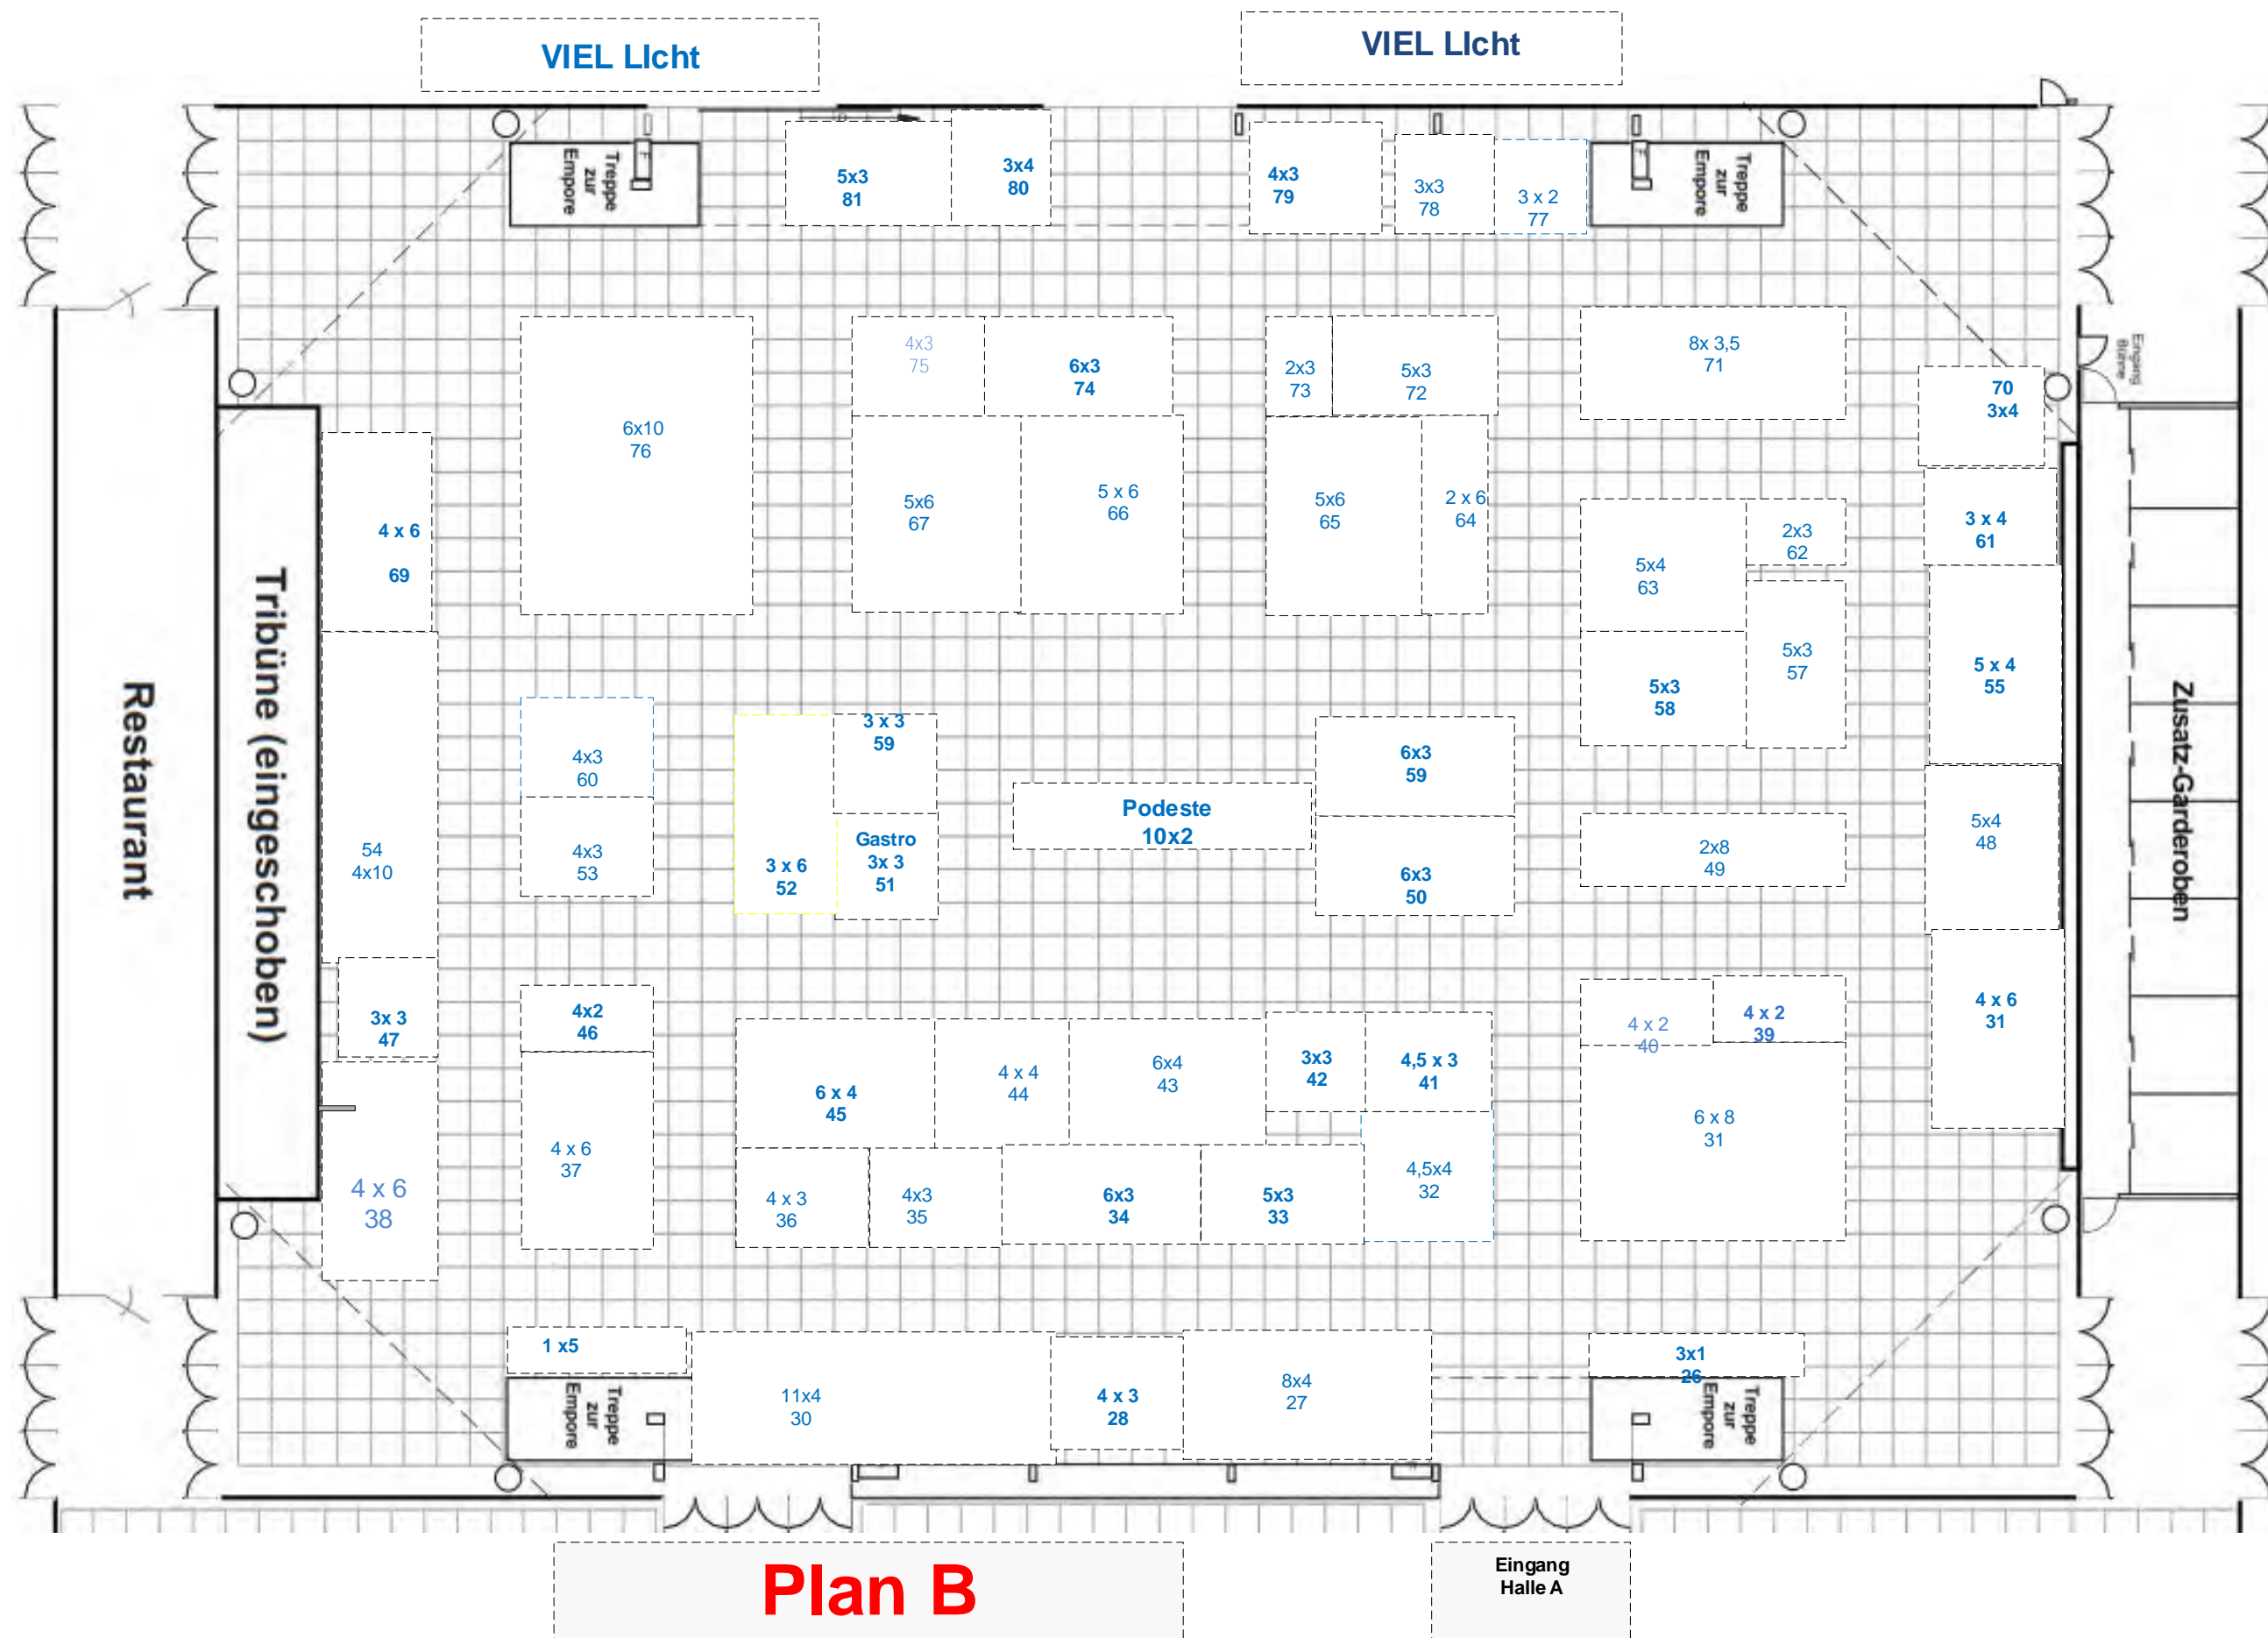 VIEL LIcht
VIEL LIcht
Treppe
zur
Empore
5x3
81
3x4
80
4x3
79
3x3
78
3 x 2
77
Treppe
zur
Empore
Eingang
Bühne
6x10
76
4x3
75
6x3
74
2x3
73
5x3
72
8x 3,5
71
70
3x4
4 x 6
69
5x6
67
5 x 6
66
5x6
65
2 x 6
64
5x4
63
2x3
62
3 x 4
61
5x3
57
5x3
58
5 x 4
55
Restaurant
Tribüne (eingeschoben)
Zusatz-Garderoben
54
4x10
4x3
60
4x3
53
3 x 6
52
3 x 3
59
Gastro
3x 3
51
Podeste
10x2
6x3
59
6x3
50
2x8
49
5x4
48
3x 3
47
4x2
46
6 x 4
45
4 x 4
44
6x4
43
3x3
42
4,5 x 3
41
4 x 2
40
4 x 2
39
4 x 6
31
4 x 6
38
4 x 6
37
4 x 3
36
4x3
35
6x3
34
5x3
33
4,5x4
32
6 x 8
31
1 x5
Treppe
zur
Empore
11x4
30
4 x 3
28
8x4
27
3x1
26
Treppe
zur
Empore
Plan B
Eingang
Halle A